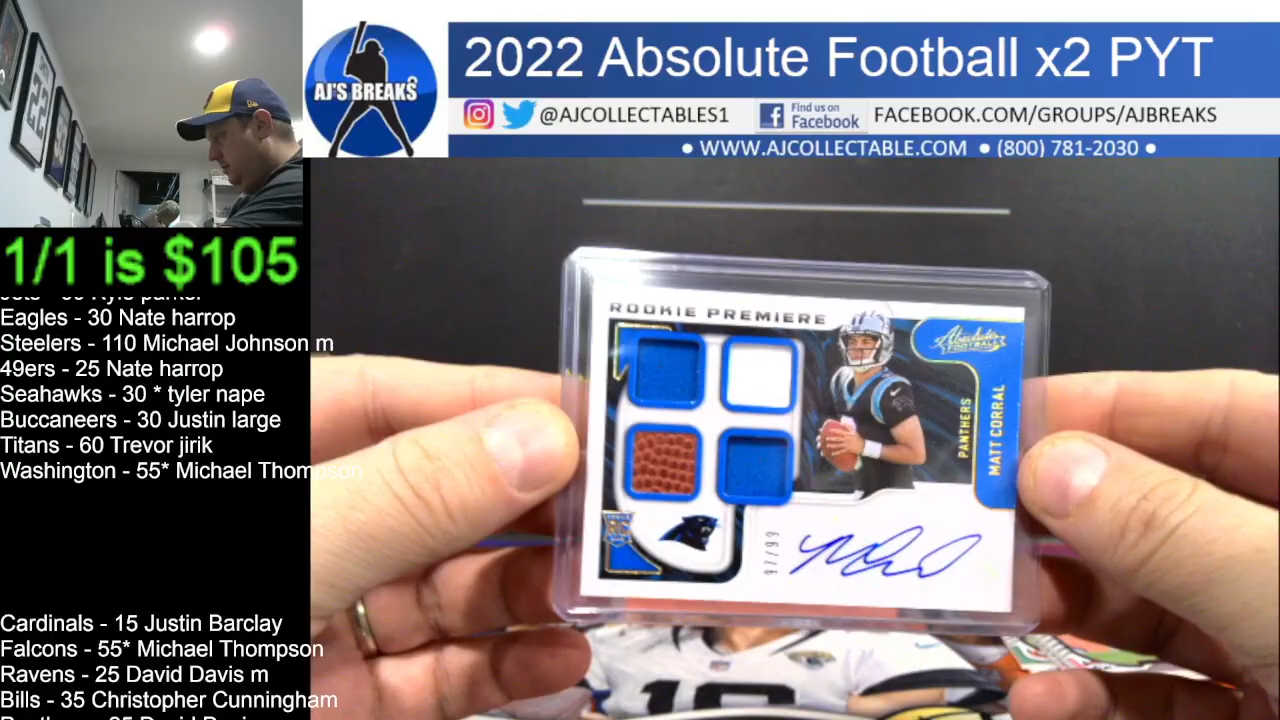 AJ'S BREAKS
2022 Absolute Football x2 PYT
@AJCOLLECTABLES1
Find us on
Facebook
FACEBOOK.COM/GROUPS/AJBREAKS
• WWW.AJCOLLECTABLE.COM • (800) 781-2030 •
1/1 is $105
Eagles - 30 Nate harrop
Steelers - 110 Michael Johnson m
49ers - 25 Nate harrop
Seahawks - 30 * tyler nape
Buccaneers - 30 Justin large
Titans - 60 Trevor jirik
Washington - 55* Michael Thompson
Cardinals - 15 Justin Barclay
Falcons - 55* Michael Thompson
Ravens - 25 David Davis m
Bills - 35 Christopher Cunningham
ROOKIE PREMIERE
Absolute
FOOTBALL
PANTHERS
MATT CORRAL
97/99
22